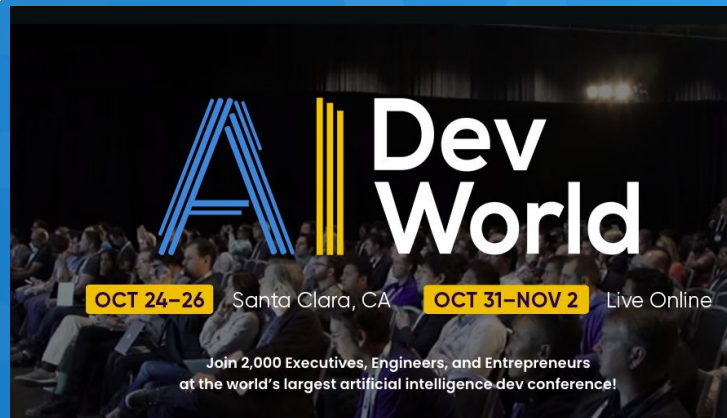 AI Dev
World
OCT 24–26 Santa Clara, CA OCT 31–NOV 2 Live Online
Join 2,000 Executives, Engineers, and Entrepreneurs
at the world's largest artificial intelligence dev conference!